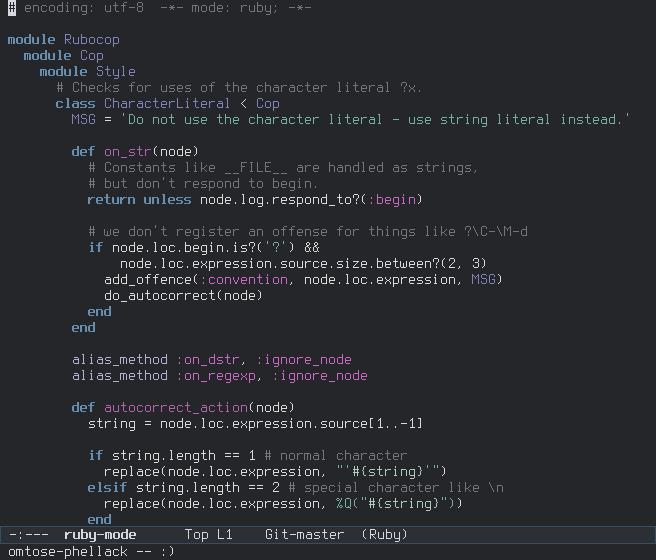 # encoding: utf-8  -*- mode: ruby; -*-

module Rubocop
  module Cop
    module Style
      # Checks for uses of the character literal ?x.
      class CharacterLiteral < Cop
        MSG = 'Do not use the character literal - use string literal instead.'

        def on_str(node)
          # Constants like __FILE__ are handled as strings,
          # but don't respond to begin.
          return unless node.log.respond_to?(:begin)

          # we don't register an offense for things like ?\C-\M-d
          if node.loc.begin.is?('?') &&
              node.loc.expression.source.size.between?(2, 3)
            add_offence(:convention, node.loc.expression, MSG)
            do_autocorrect(node)
          end
        end

        alias_method :on_dstr, :ignore_node
        alias_method :on_regexp, :ignore_node

        def autocorrect_action(node)
          string = node.loc.expression.source[1..-1]

          if string.length == 1 # normal character
            replace(node.loc.expression, "'#{string}'")
          elsif string.length == 2 # special character like \n
            replace(node.loc.expression, %Q("#{string}"))
          end
-:---  ruby-mode      Top L1    Git-master  (Ruby)
omtose-phellack -- :)